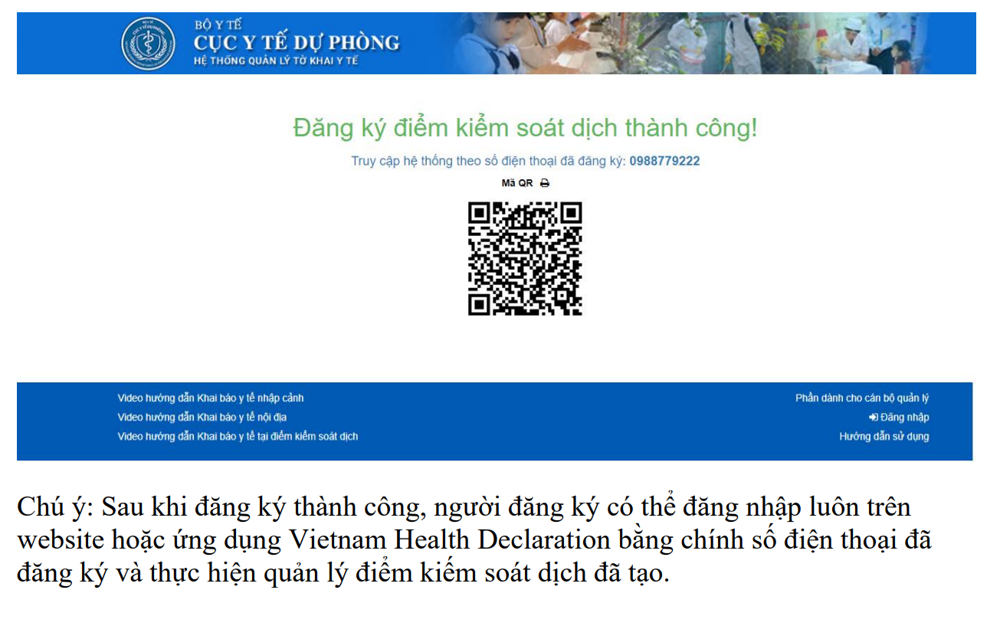 BỘ Y TẾ
CỤC Y TẾ DỰ PHÒNG
HỆ THỐNG QUẢN LÝ TỜ KHAI Y TẾ
Đăng ký điểm kiểm soát dịch thành công!
Truy cập hệ thống theo số điện thoại đã đăng ký: 0988779222
Mã QR
Video hướng dẫn Khai báo y tế nhập cảnh
Video hướng dẫn Khai báo y tế nội địa
Video hướng dẫn Khai báo y tế tại điểm kiểm soát dịch
Phần dành cho cán bộ quản lý
Đăng nhập
Hướng dẫn sử dụng
Chú ý: Sau khi đăng ký thành công, người đăng ký có thể đăng nhập luôn trên
website hoặc ứng dụng Vietnam Health Declaration bằng chính số điện thoại đã
đăng ký và thực hiện quản lý điểm kiếm soát dịch đã tạo.